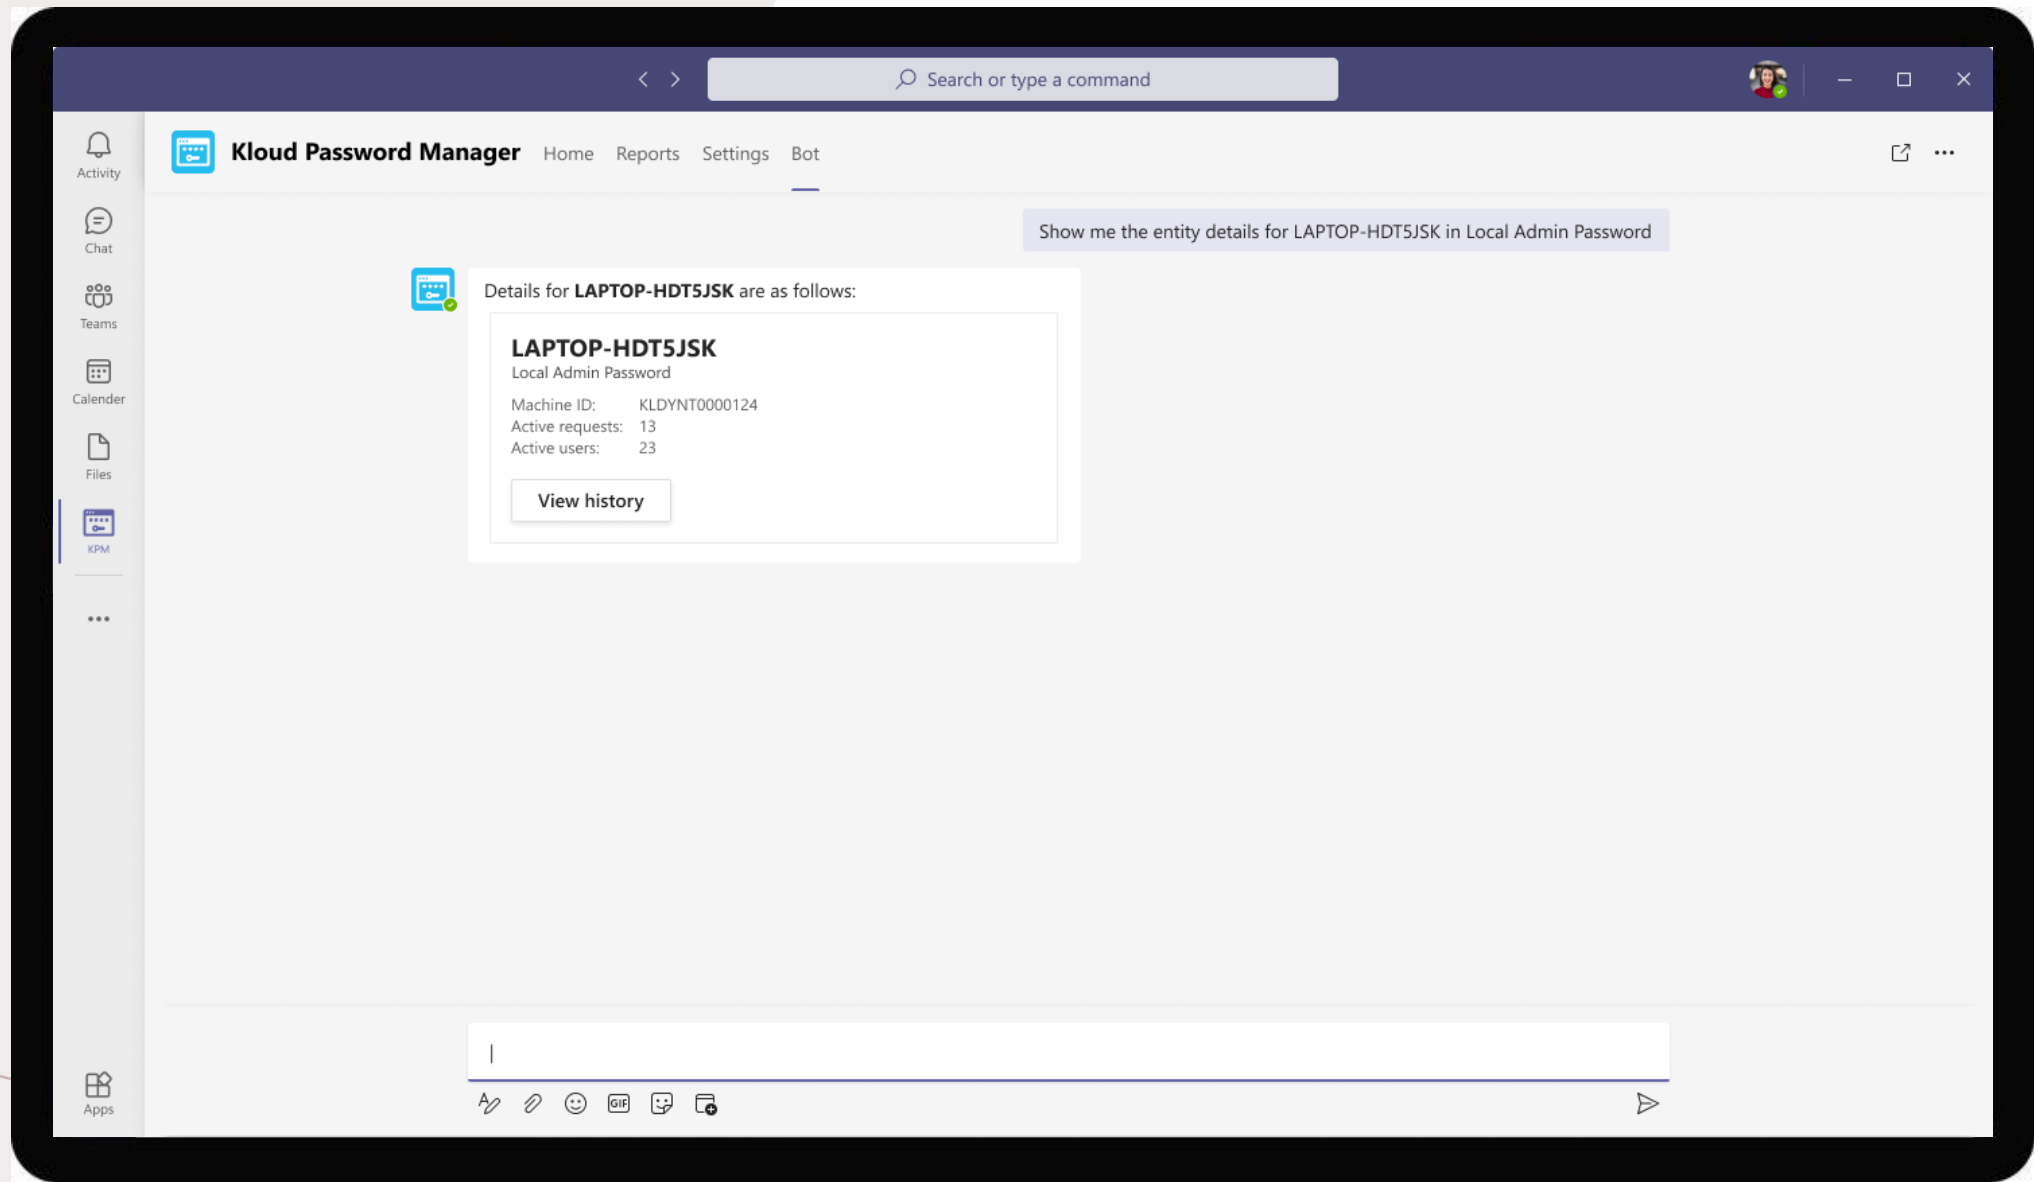 Search or type a command
Activity
Chat
Teams
Calender
Files
KPM
Apps
Kloud Password Manager Home Reports Settings Bot
Show me the entity details for LAPTOP-HDT5JSK in Local Admin Password
Details for LAPTOP-HDT5JSK are as follows:
LAPTOP-HDT5JSK
Local Admin Password
Machine ID: KLDYNT0000124
Active requests: 13
Active users: 23
View history
GIF